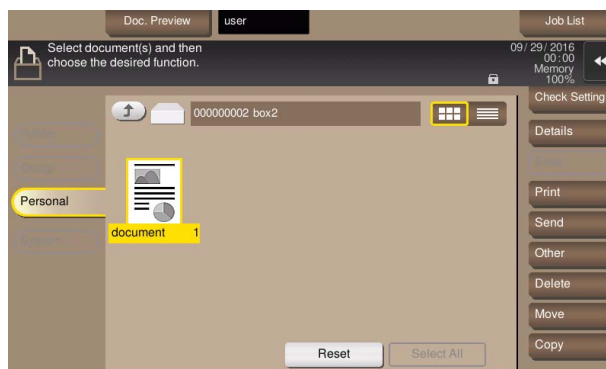 Doc. Preview
user
Job List
Select document(s) and then
choose the desired function.
09/ 29/ 2016
00:00
Memory
100%
000000002 box2
Check Setting
Details
Personal
document 1
Print
Send
Other
Delete
Move
Copy
Reset
Select All